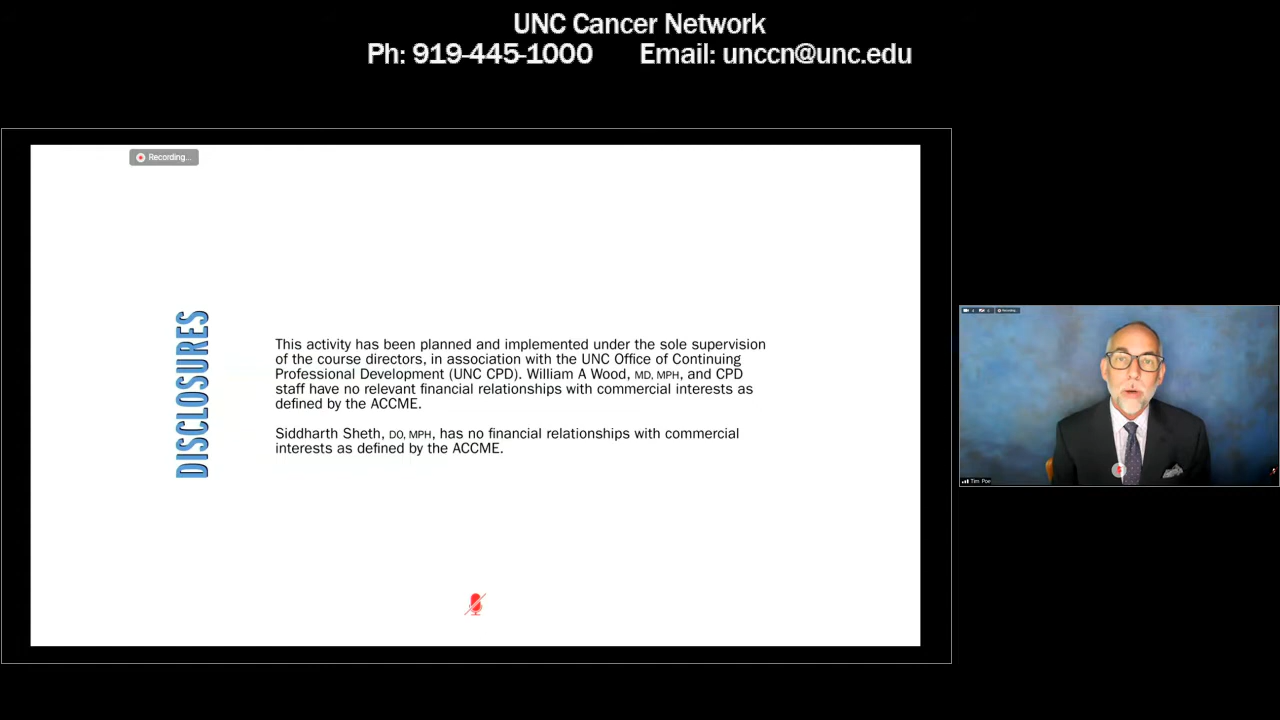 UNC Cancer Network
Ph: 919-445-1000 Email: unccn@unc.edu
Recording...
DISCLOSURES
This activity has been planned and implemented under the sole supervision
of the course directors, in association with the UNC Office of Continuing
Professional Development (UNC CPD). William A Wood, MD, MPH, and CPD
staff have no relevant financial relationships with commercial interests as
defined by the ACCME.
Siddharth Sheth, DO, MPH, has no financial relationships with commercial
interests as defined by the ACCME.
Recording...
Tim Poe